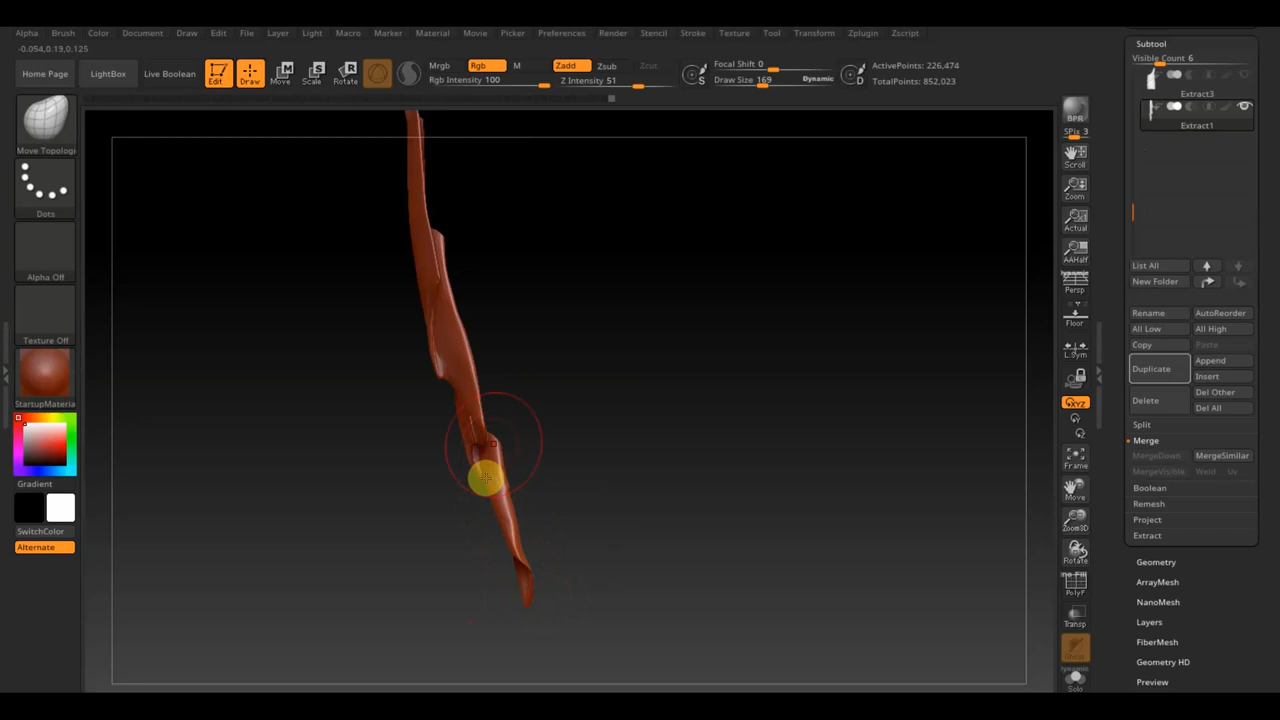 Alpha Brush Color Document Draw Edit File Layer Light Macro Marker Material Movie Picker Preferences Render Stencil Stroke Texture Tool Transform Zplugin Zscript
-0.054,0.19,0.125
Home Page
LightBox
Live Boolean
Edit
Draw
Move
Scale
Rotate
Mrgb
Rgb
M
Rgb Intensity 100
Zadd
Zsub
Zcut
Z Intensity 51
S
Focal Shift 0
Draw Size 169
Dynamic
D
ActivePoints: 226,474
TotalPoints: 852,023
Move Topologi
Dots
Alpha Off
Texture Off
StartupMateria
Gradient
SwitchColor
Alternate
BPR
SPix 3
Scroll
Zoom
Actual
AAHalf
Persp
Floor
L.Sym
XYZ
Frame
Move
Zoom3D
Rotate
PolyF
Transp
Solo
Subtool
Visible Count 6
Extract3
Extract1
List All
New Folder
Rename AutoReorder
All Low All High
Copy Paste
Duplicate
Append
Insert
Delete
Del Other
Del All
Split
Merge
MergeDown MergeSimilar
MergeVisible Weld Uv
Boolean
Remesh
Project
Extract
Geometry
ArrayMesh
NanoMesh
Layers
FiberMesh
Geometry HD
Preview